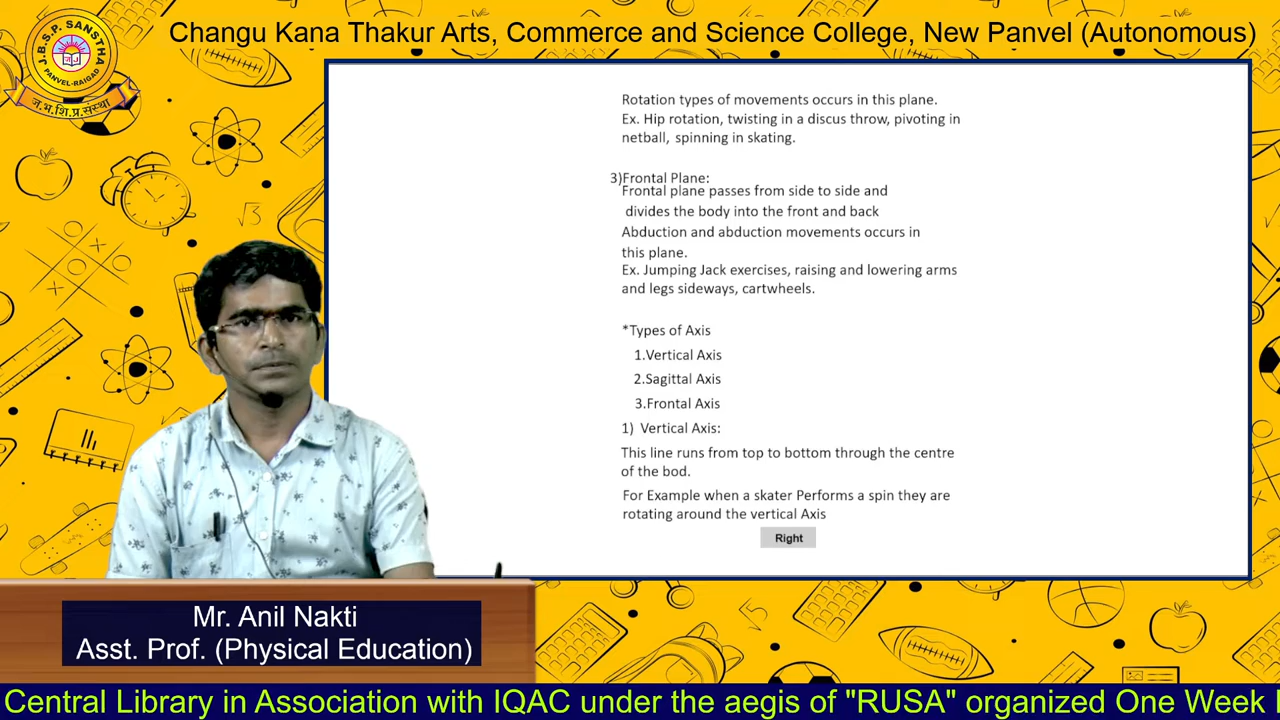 Changu Kana Thakur Arts, Commerce and Science College, New Panvel (Autonomous)
J.B.S.P. SANSTHA
PANVEL-RAIGAD
ज.भ.शि.प्र.संस्था
Rotation types of movements occurs in this plane.
Ex. Hip rotation, twisting in a discus throw, pivoting in
netball, spinning in skating.
3)Frontal Plane:
Frontal plane passes from side to side and
divides the body into the front and back
Abduction and abduction movements occurs in
this plane.
Ex. Jumping Jack exercises, raising and lowering arms
and legs sideways, cartwheels.
*Types of Axis
1.Vertical Axis
2.Sagittal Axis
3.Frontal Axis
1) Vertical Axis:
This line runs from top to bottom through the centre
of the bod.
For Example when a skater Performs a spin they are
rotating around the vertical Axis
Right
Mr. Anil Nakti
Asst. Prof. (Physical Education)
Central Library in Association with IQAC under the aegis of "RUSA" organized One Week